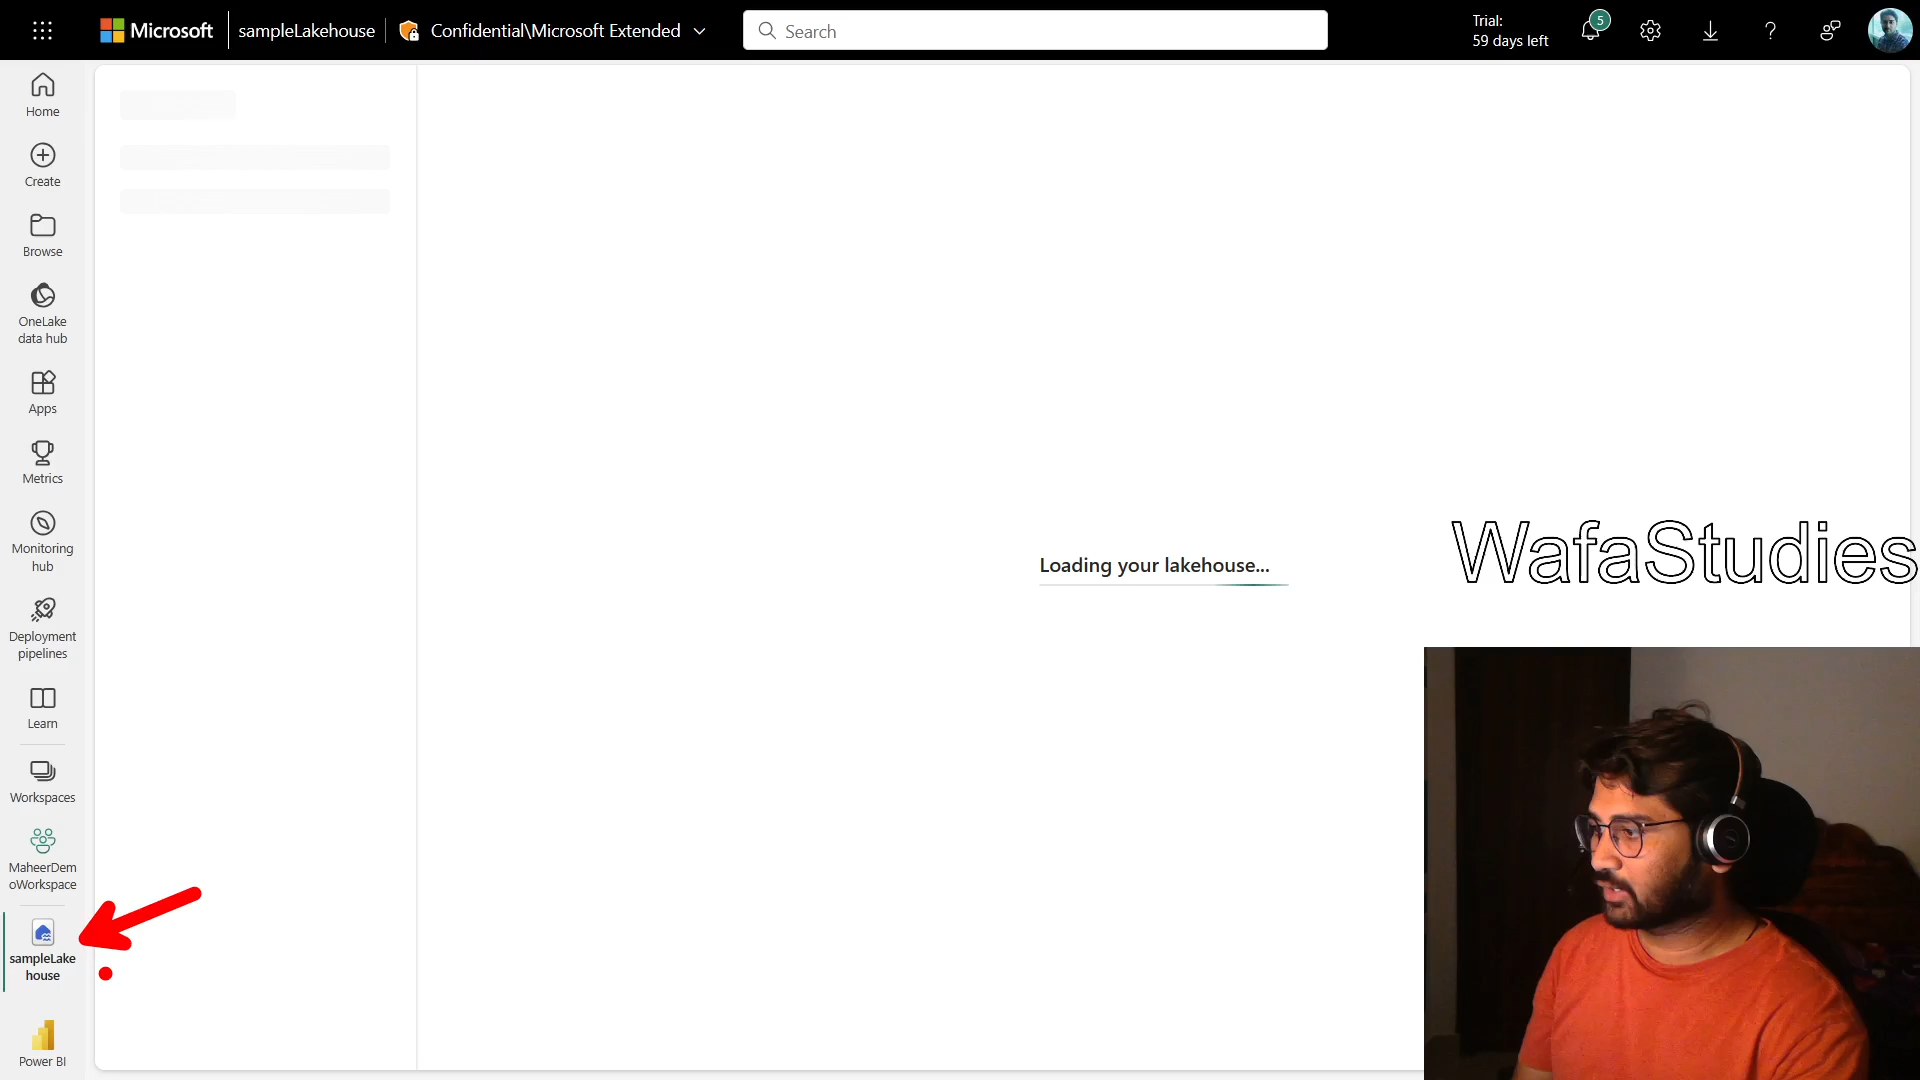 Microsoft
sampleLakehouse
Confidential\Microsoft Extended
Search
Trial:
59 days left
5
Home
Create
Browse
OneLake
data hub
Apps
Metrics
Monitoring
hub
Deployment
pipelines
Learn
Workspaces
MaheerDem
oWorkspace
sampleLake
house
Power BI
Loading your lakehouse...
WafaStudies